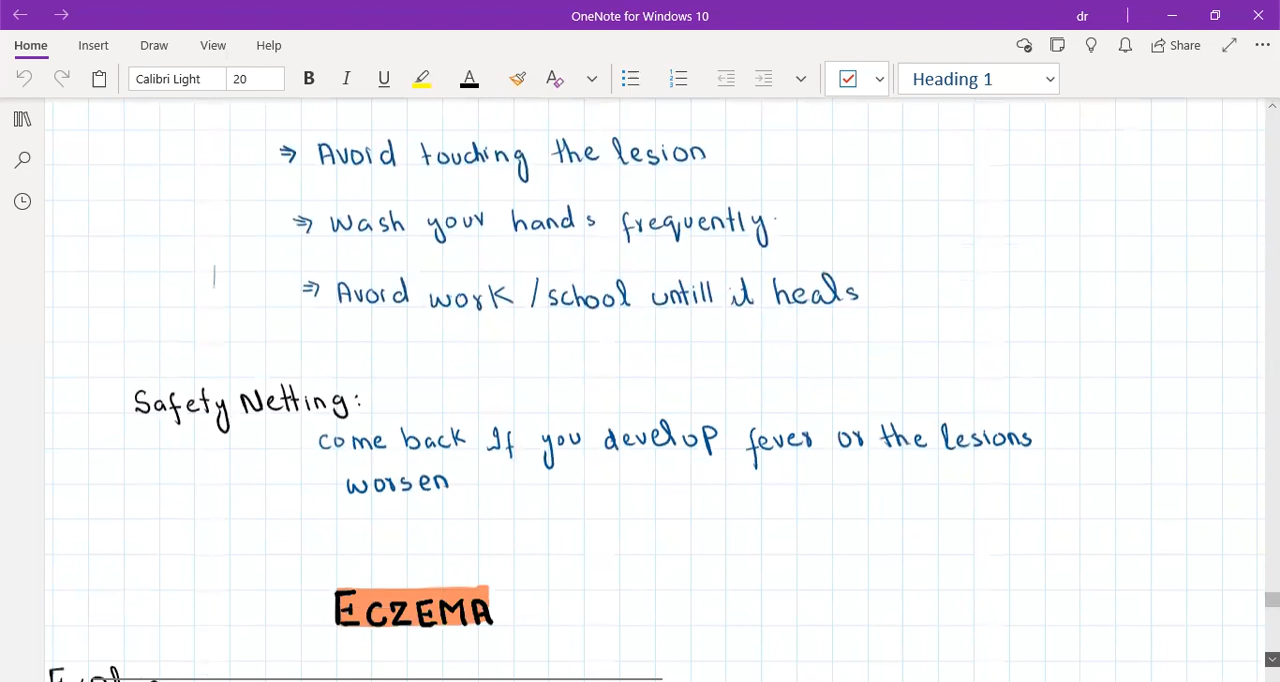 OneNote for Windows 10
dr
Home Insert Draw View Help
Share
Calibri Light 20 B I U A A Heading 1
⇒ Avoid touching the lesion
⇒ Wash your hands frequently.
⇒ Avoid work / school untill it heals
Safety Netting:
come back If you develop fever or the lesions
worsen
ECZEMA